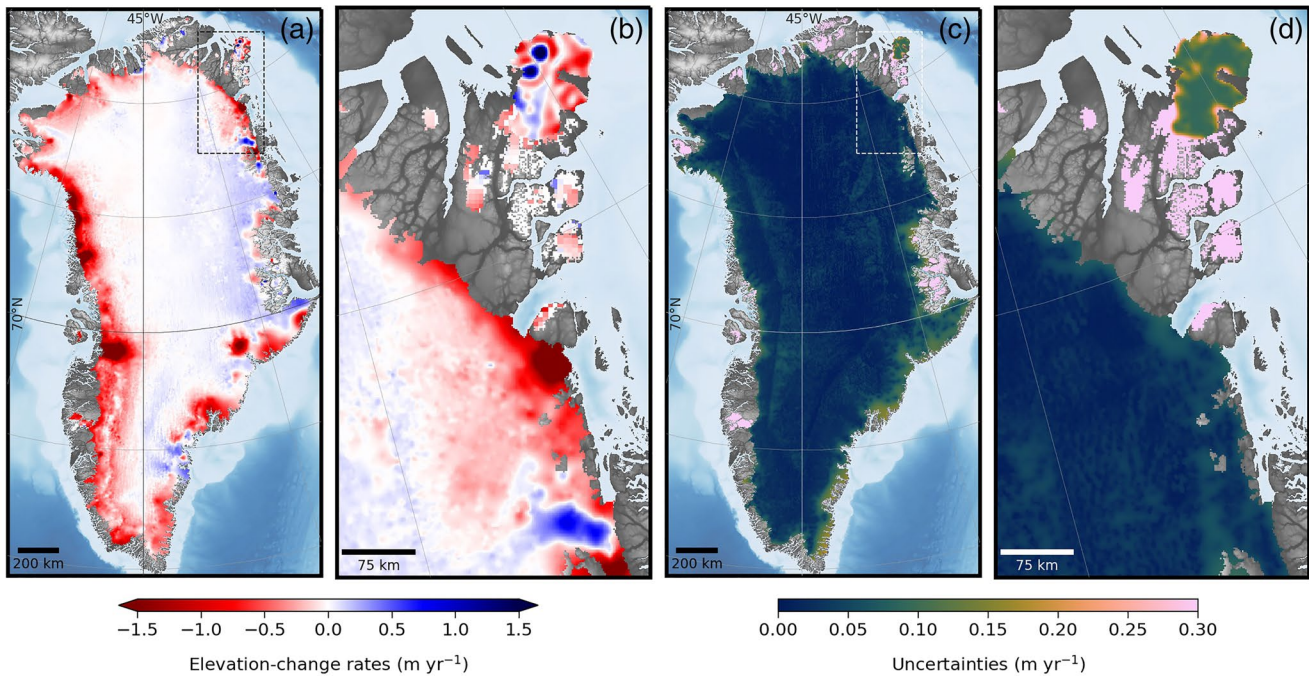 45°W
(a)
(b)
(c)
(d)
70°N
70°N
200 km
75 km
200 km
75 km
−1.5 −1.0 −0.5 0.0 0.5 1.0 1.5
Elevation-change rates (m yr⁻¹)
0.00 0.05 0.10 0.15 0.20 0.25 0.30
Uncertainties (m yr⁻¹)